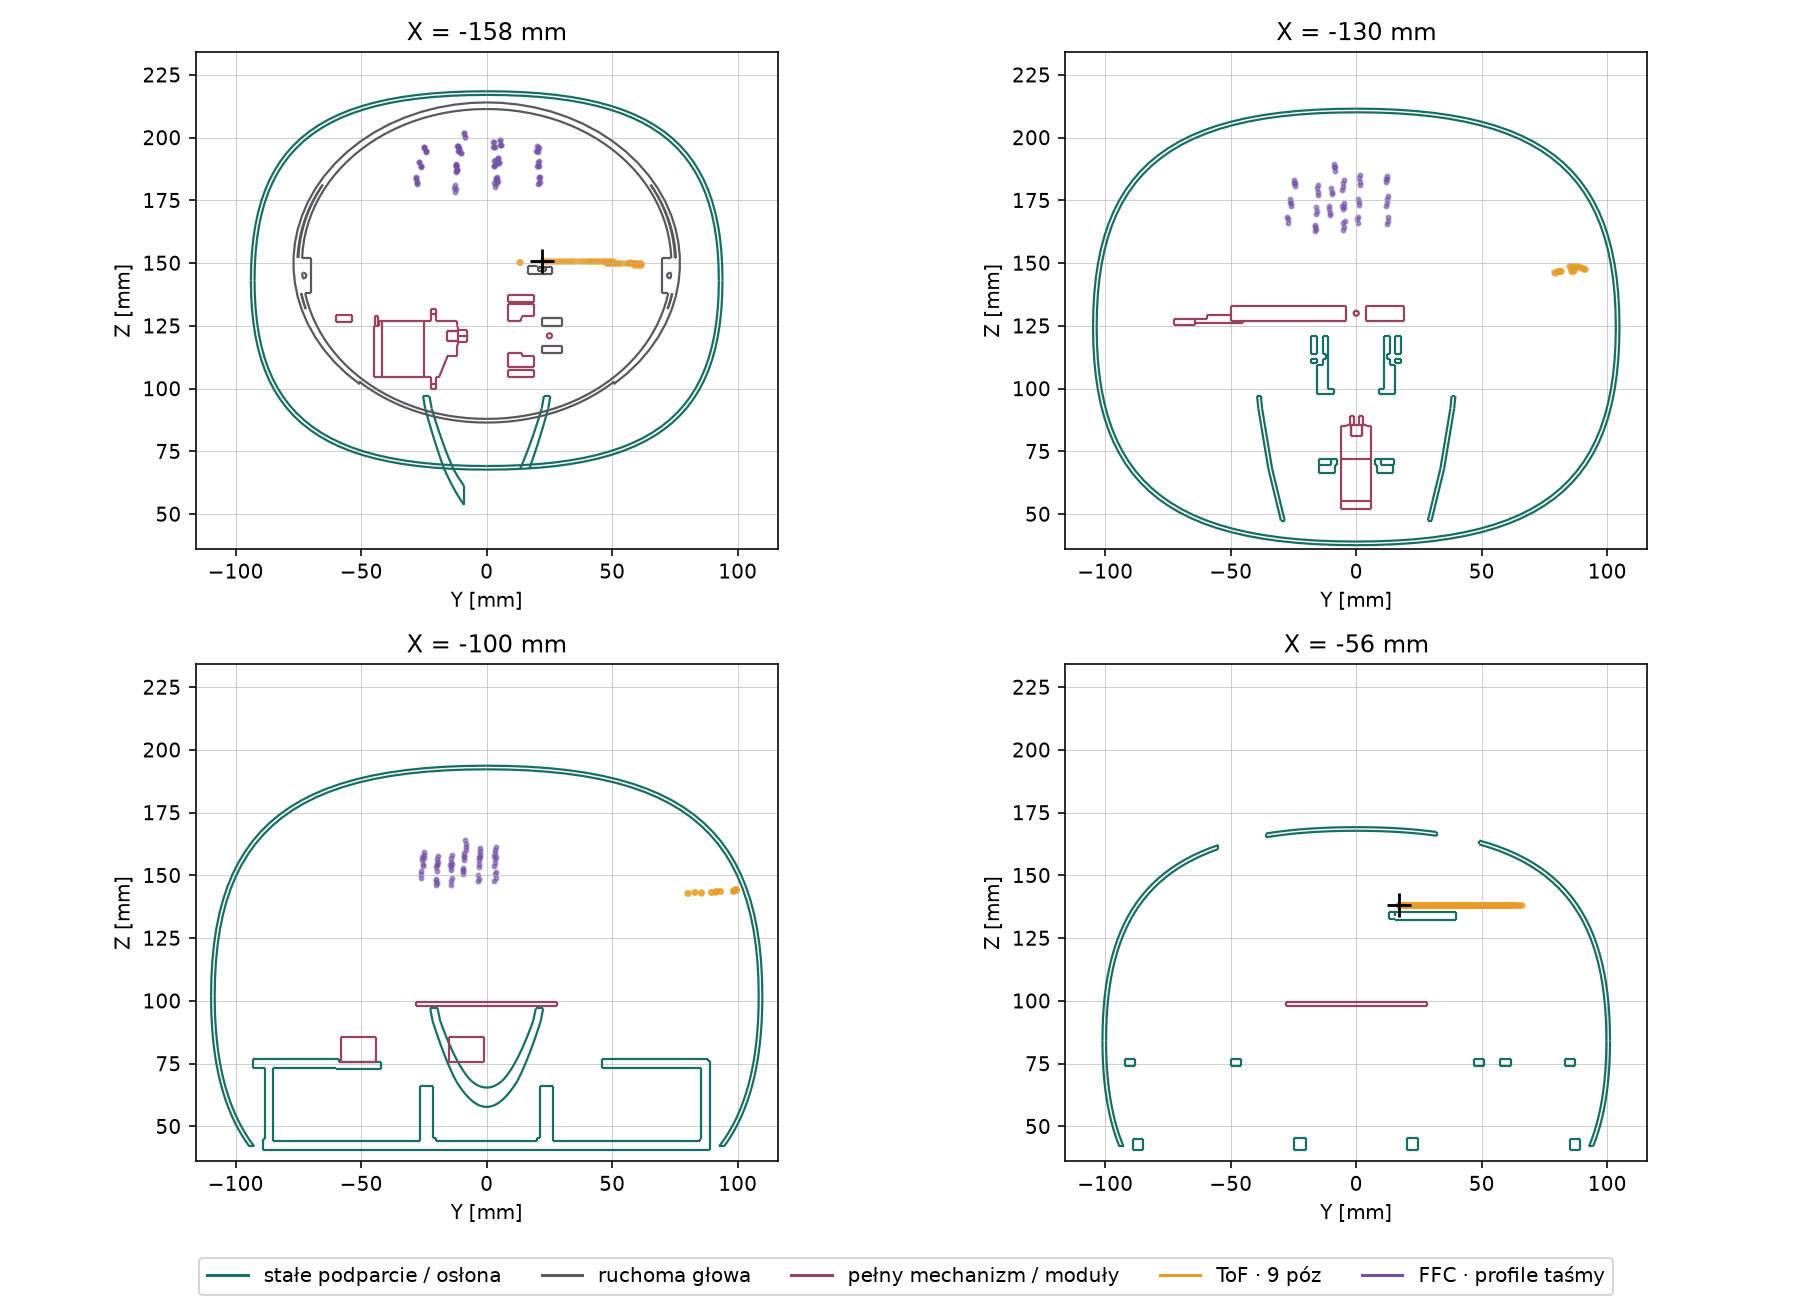 X = -158 mm
225
200
175
150
125
100
75
50
Z [mm]
−100 −50 0 50 100
Y [mm]
X = -130 mm
225
200
175
150
125
100
75
50
Z [mm]
−100 −50 0 50 100
Y [mm]
X = -100 mm
225
200
175
150
125
100
75
50
Z [mm]
−100 −50 0 50 100
Y [mm]
X = -56 mm
225
200
175
150
125
100
75
50
Z [mm]
−100 −50 0 50 100
Y [mm]
stałe podparcie / osłona ruchoma głowa pełny mechanizm / moduły ToF · 9 póz FFC · profile taśmy